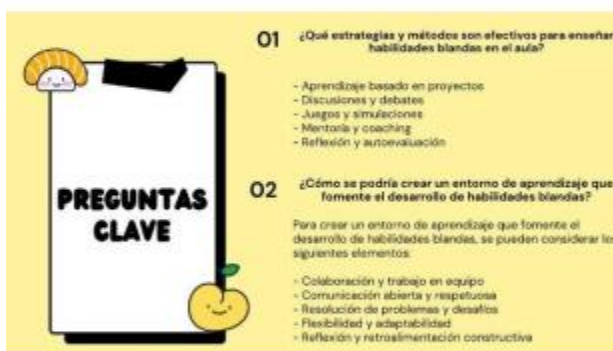 PREGUNTAS
CLAVE
01
¿Qué estrategias y métodos son efectivos para enseñar
habilidades blandas en el aula?
- Aprendizaje basado en proyectos
- Discusiones y debates
- Juegos y simulaciones
- Mentoría y coaching
- Reflexión y autoevaluación
02
¿Cómo se podría crear un entorno de aprendizaje que
fomente el desarrollo de habilidades blandas?
Para crear un entorno de aprendizaje que fomente el
desarrollo de habilidades blandas, se pueden considerar los
siguientes elementos:
- Colaboración y trabajo en equipo
- Comunicación abierta y respetuosa
- Resolución de problemas y desafíos
- Flexibilidad y adaptabilidad
- Reflexión y retroalimentación constructiva